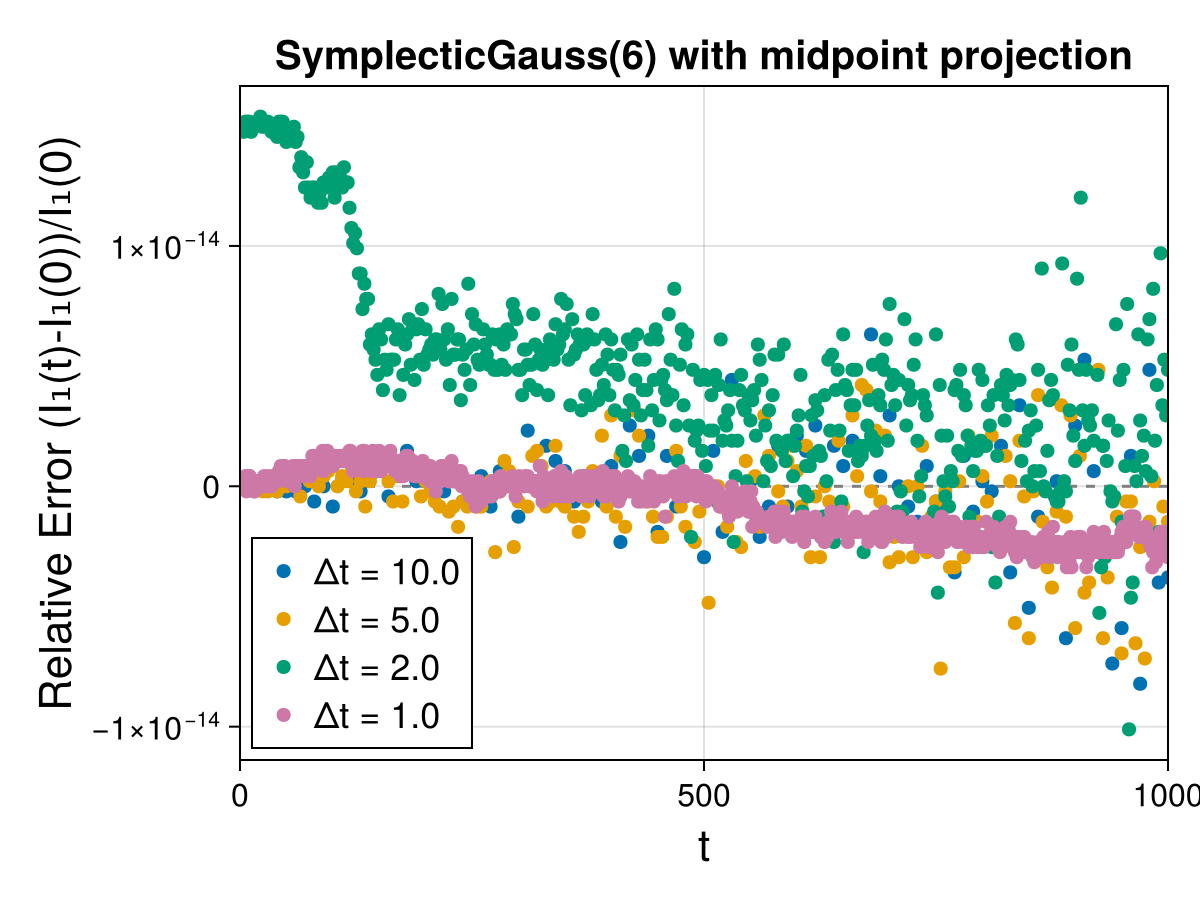 SymplecticGauss(6) with midpoint projection
Relative Error (I₁(t)-I₁(0))/I₁(0)
1×10⁻¹⁴
0
−1×10⁻¹⁴
Δt = 10.0
Δt = 5.0
Δt = 2.0
Δt = 1.0
0 500 1000
t